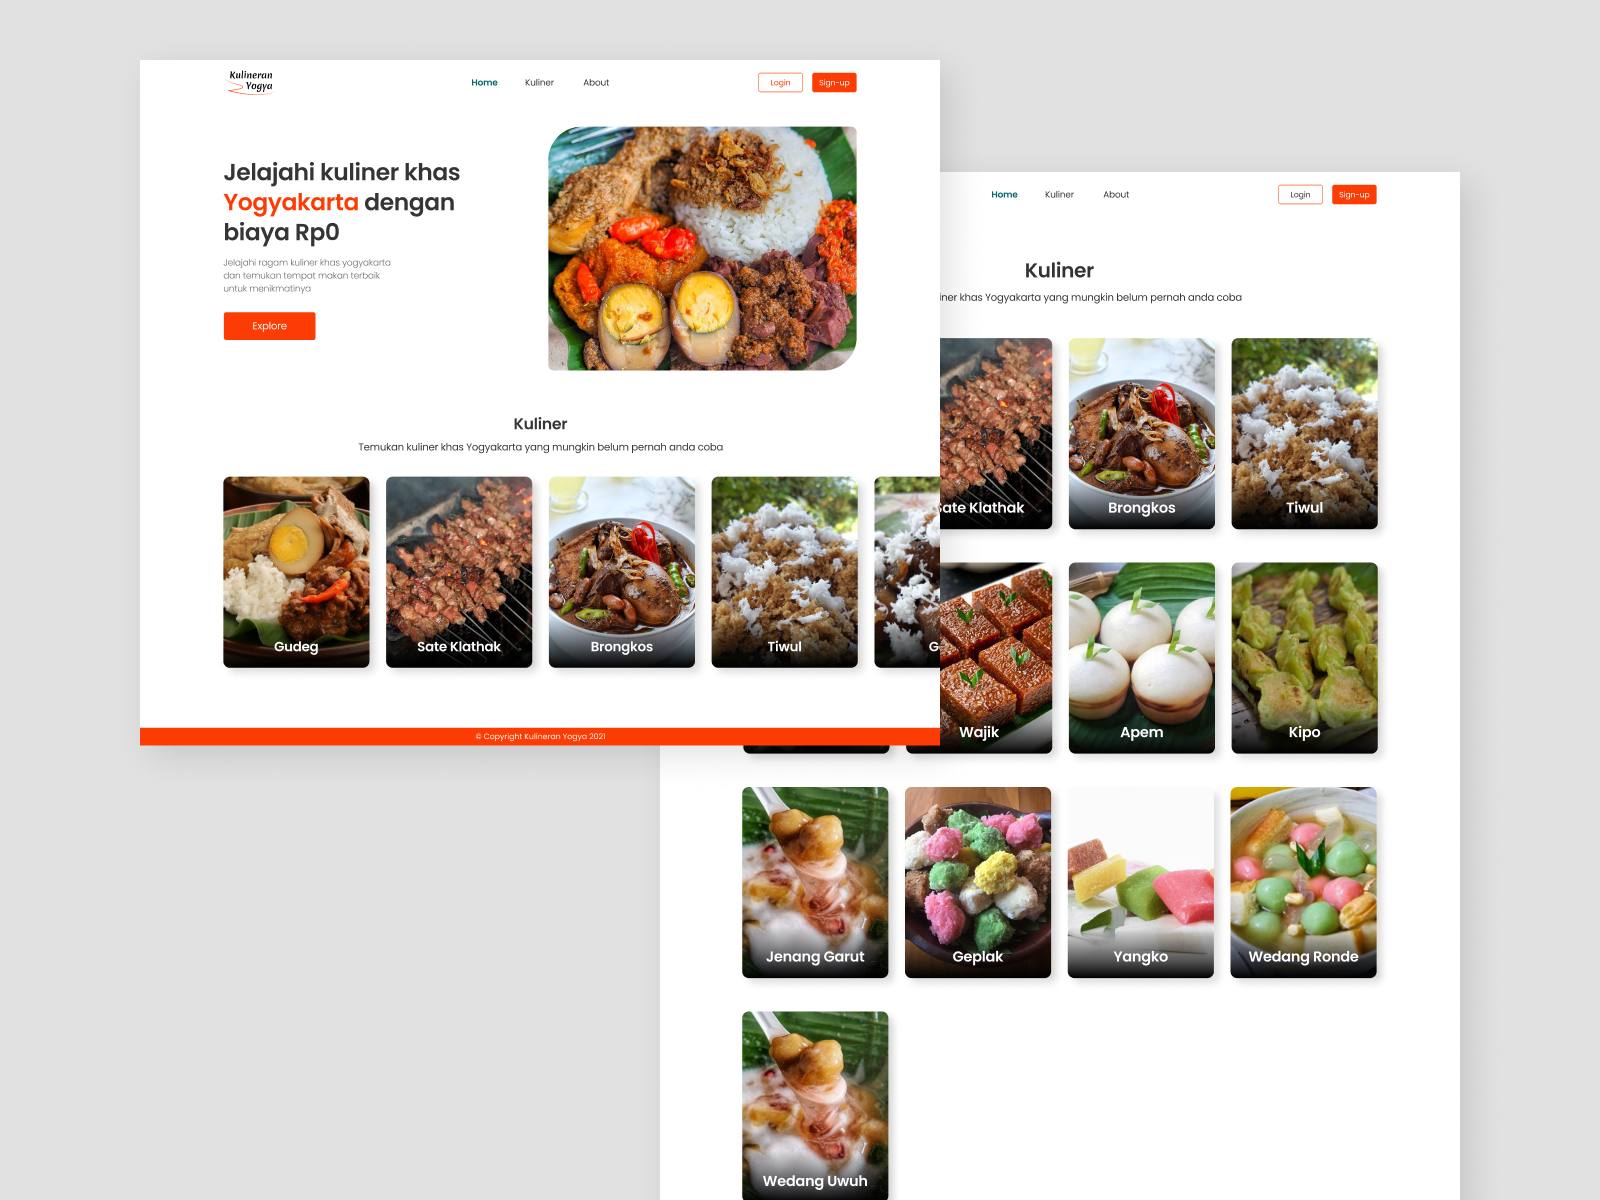 Kulineran
Yogya
Home
Kuliner
About
Login
Sign-up
Jelajahi kuliner khas
Yogyakarta dengan
biaya Rp0
Jelajahi ragam kuliner khas yogyakarta
dan temukan tempat makan terbaik
untuk menikmatinya
Explore
Kuliner
Temukan kuliner khas Yogyakarta yang mungkin belum pernah anda coba
Gudeg
Sate Klathak
Brongkos
Tiwul
G
© Copyright Kulineran Yogya 2021
Home
Kuliner
About
Login
Sign-up
Kuliner
iner khas Yogyakarta yang mungkin belum pernah anda coba
ate Klathak
Brongkos
Tiwul
Wajik
Apem
Kipo
Jenang Garut
Geplak
Yangko
Wedang Ronde
Wedang Uwuh